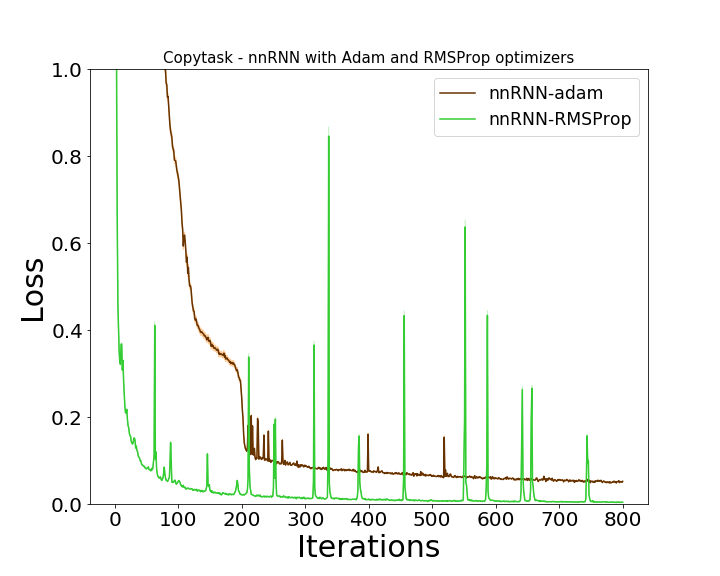 Copytask - nnRNN with Adam and RMSProp optimizers
nnRNN-adam
nnRNN-RMSProp
1.0
0.8
0.6
0.4
0.2
0.0
Loss
0 100 200 300 400 500 600 700 800
Iterations